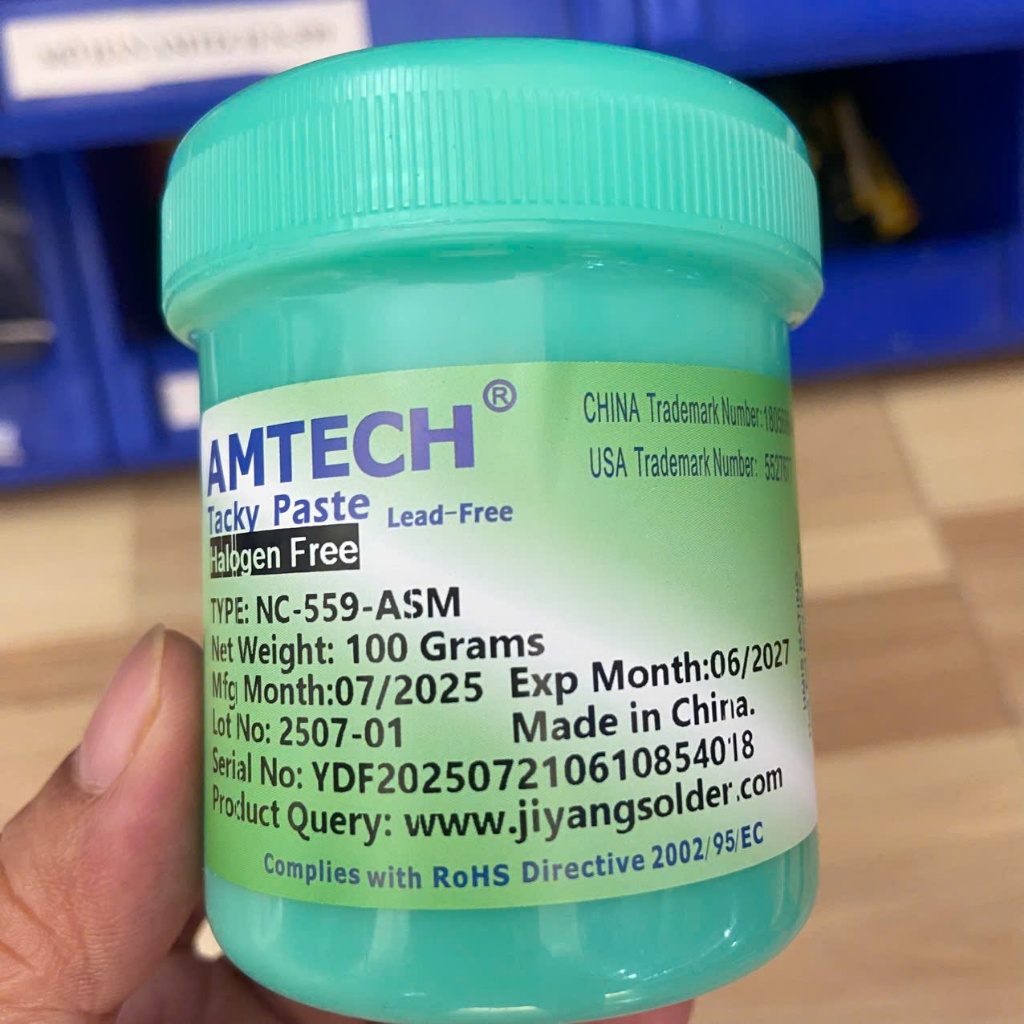 AMTECH®
Tacky Paste Lead-Free
Halogen Free
TYPE: NC-559-ASM
Net Weight: 100 Grams
Mfg Month:07/2025 Exp Month:06/2027
Lot No: 2507-01 Made in China.
Serial No: YDF202507210610854018
Product Query: www.jiyangsolder.com
Complies with RoHS Directive 2002/95/EC
CHINA Trademark Number:
USA Trademark Number: